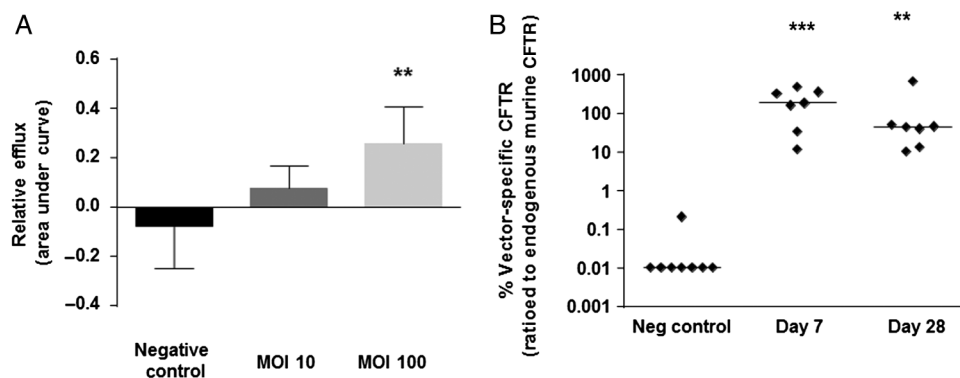 A
Relative efflux
(area under curve)
0.6
0.4
0.2
0.0
–0.2
–0.4
**
Negative
control
MOI 10
MOI 100
B
% Vector-specific CFTR
(ratioed to endogenous murine CFTR)
1000
100
10
1
0.1
0.01
0.001
***
**
Neg control
Day 7
Day 28